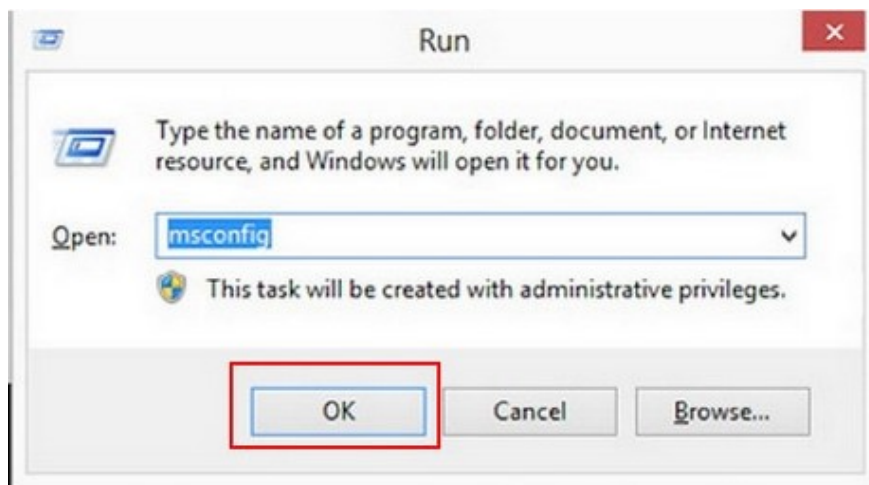 Run
Type the name of a program, folder, document, or Internet
resource, and Windows will open it for you.
Open: msconfig
This task will be created with administrative privileges.
OK Cancel Browse...